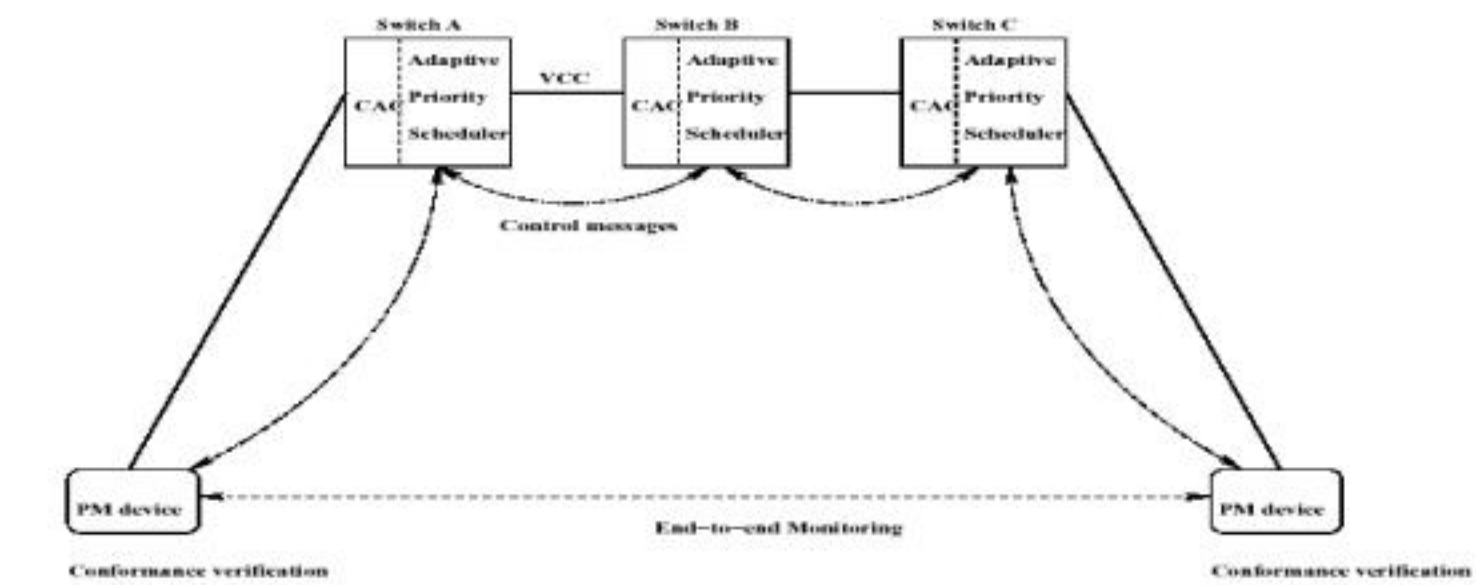 Switch A
Switch B
Switch C
Adaptive
Adaptive
Adaptive
VCC
CAC Priority
CAC Priority
CAC Priority
Scheduler
Scheduler
Scheduler
Control messages
PM device
PM device
End-to-end Monitoring
Conformance verification
Conformance verification